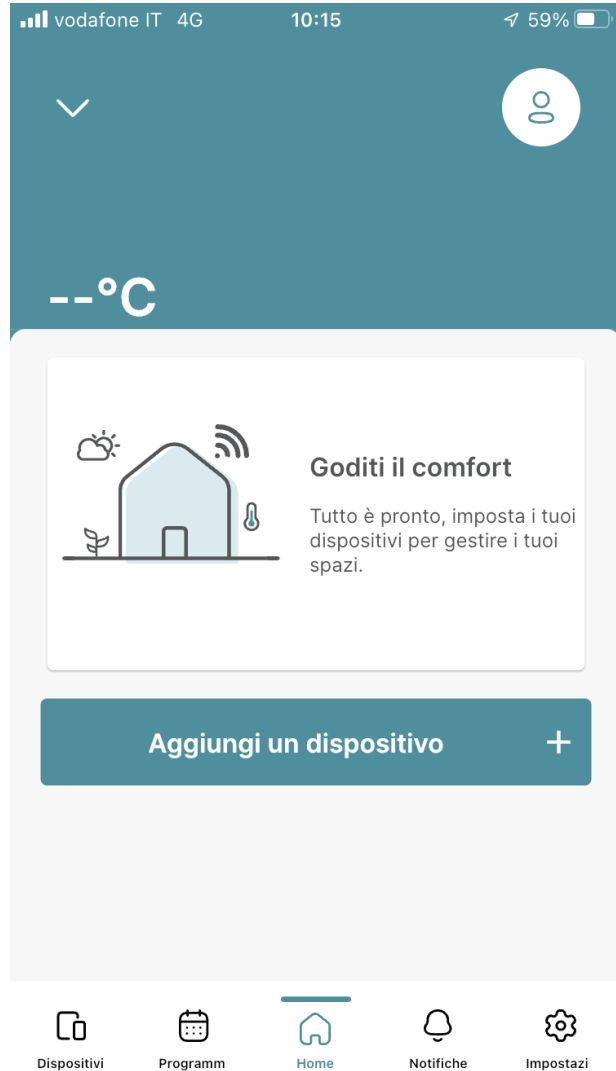 vodafone IT 4G 10:15 59%
--°C
Goditi il comfort
Tutto è pronto, imposta i tuoi
dispositivi per gestire i tuoi
spazi.
Aggiungi un dispositivo +
Dispositivi Programm Home Notifiche Impostazi